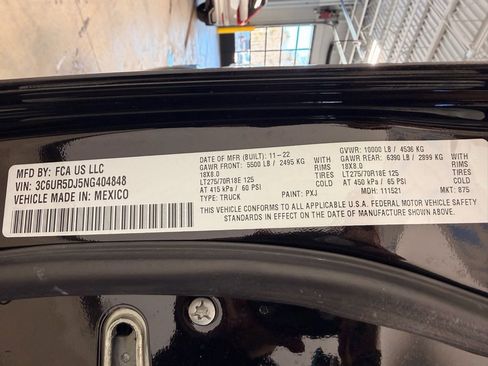 MFD BY: FCA US LLC
VIN: 3C6UR5DJ5NG404848
VEHICLE MADE IN: MEXICO
DATE OF MFR (BUILT): 11-22
GAWR FRONT: 5500 LB / 2495 KG
18X8.0 WITH TIRES
LT275/70R18E 125 RIMS
AT 415 kPa / 60 PSI COLD
TYPE: TRUCK
PAINT: PXJ
GVWR: 10000 LB / 4536 KG
GAWR REAR: 6390 LB / 2899 KG
18X8.0 WITH TIRES
LT275/70R18E 125 RIMS
AT 450 kPa / 65 PSI COLD
MDH: 111521
MKT: 875
THIS VEHICLE CONFORMS TO ALL APPLICABLE U.S.A. FEDERAL MOTOR VEHICLE SAFETY
STANDARDS IN EFFECT ON THE DATE OF MANUFACTURE SHOWN ABOVE.